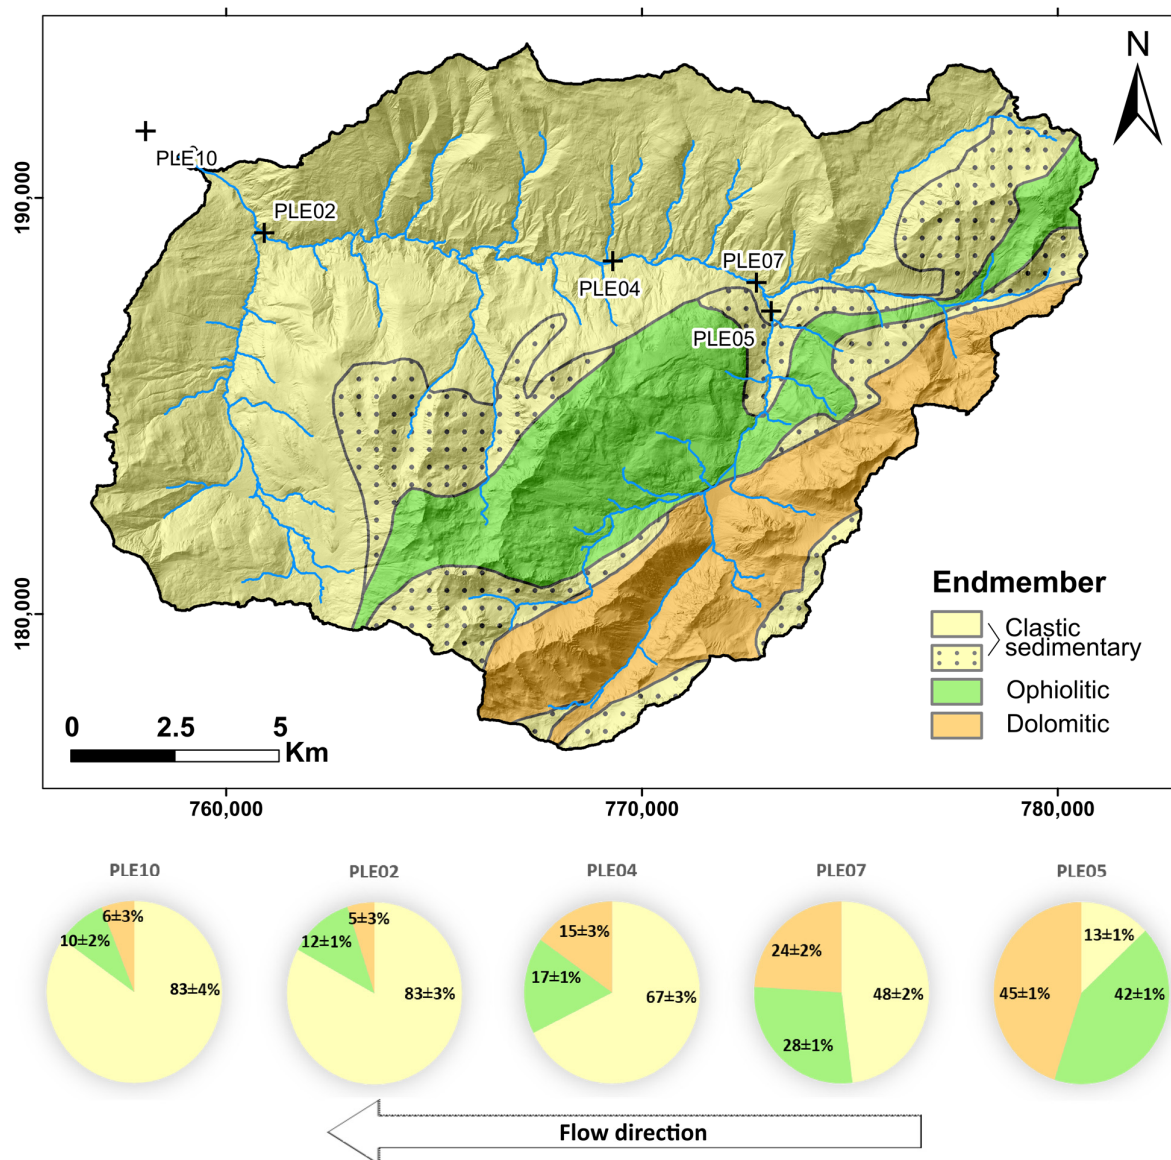 N
190,000
180,000
PLE10
PLE02
PLE04
PLE07
PLE05
Endmember
Clastic
sedimentary
Ophiolitic
Dolomitic
0 2.5 5
Km
760,000 770,000 780,000
PLE10 PLE02 PLE04 PLE07 PLE05
6±3%
10±2%
83±4%
5±3%
12±1%
83±3%
15±3%
17±1%
67±3%
24±2%
48±2%
28±1%
13±1%
45±1%
42±1%
Flow direction